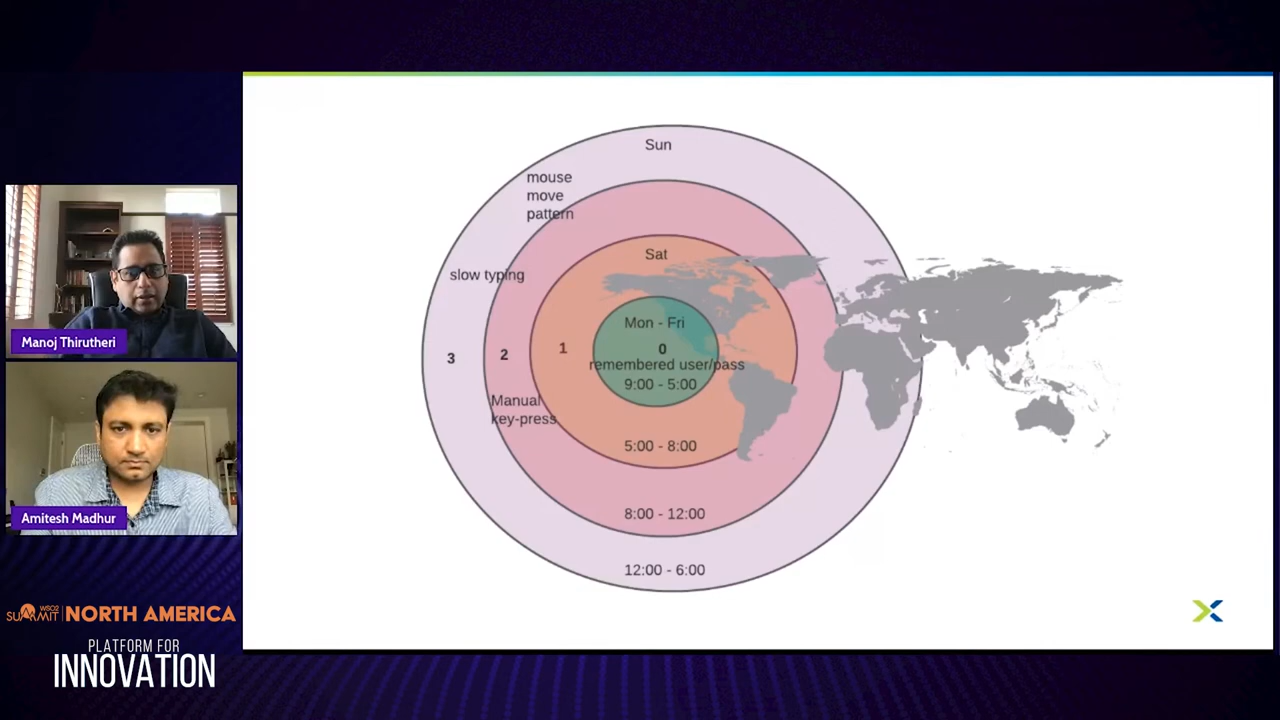 Sun
mouse
move
pattern
slow typing
Sat
Mon - Fri
0
1
2
3
remembered user/pass
9:00 - 5:00
Manual
key-press
5:00 - 8:00
8:00 - 12:00
12:00 - 6:00
Manoj Thirutheri
Amitesh Madhur
WSO2
SUMMIT
NORTH AMERICA
PLATFORM FOR
INNOVATION